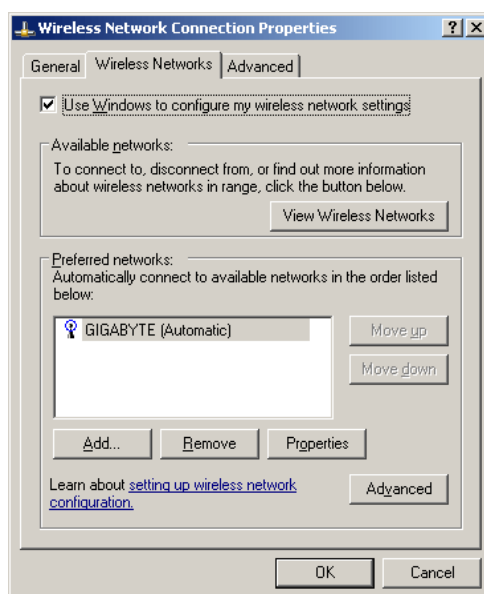 Wireless Network Connection Properties
General Wireless Networks Advanced
Use Windows to configure my wireless network settings
Available networks:
To connect to, disconnect from, or find out more information
about wireless networks in range, click the button below.
View Wireless Networks
Preferred networks:
Automatically connect to available networks in the order listed
below:
GIGABYTE (Automatic)
Move up
Move down
Add... Remove Properties
Learn about setting up wireless network
configuration.
Advanced
OK Cancel